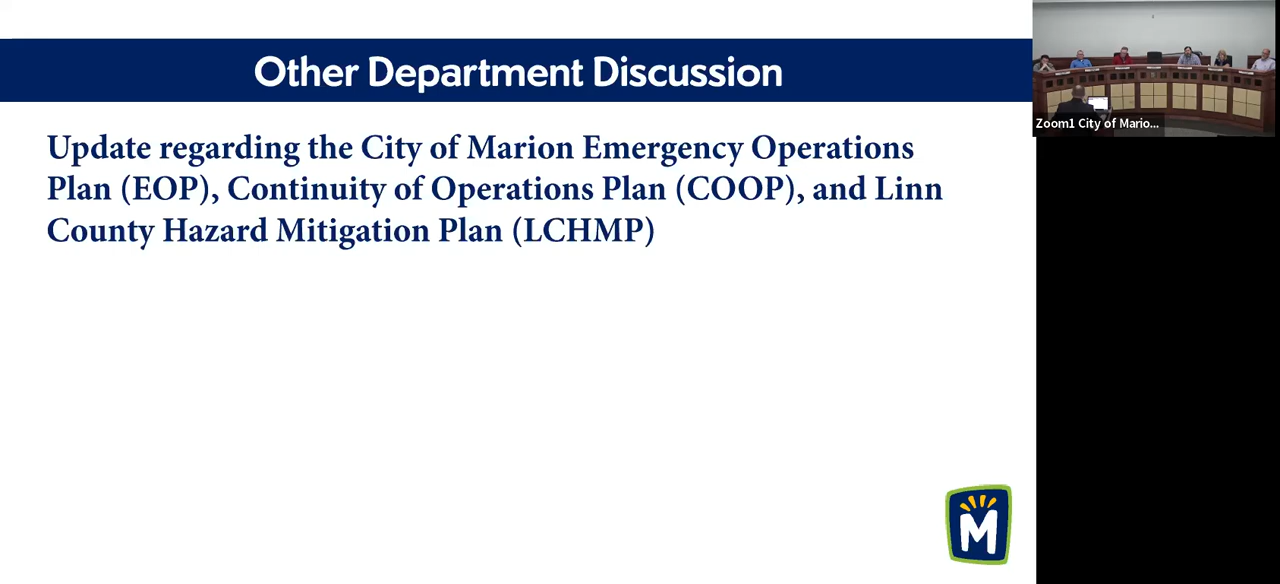 Other Department Discussion
Update regarding the City of Marion Emergency Operations
Plan (EOP), Continuity of Operations Plan (COOP), and Linn
County Hazard Mitigation Plan (LCHMP)
M
Zoom1 City of Mario...